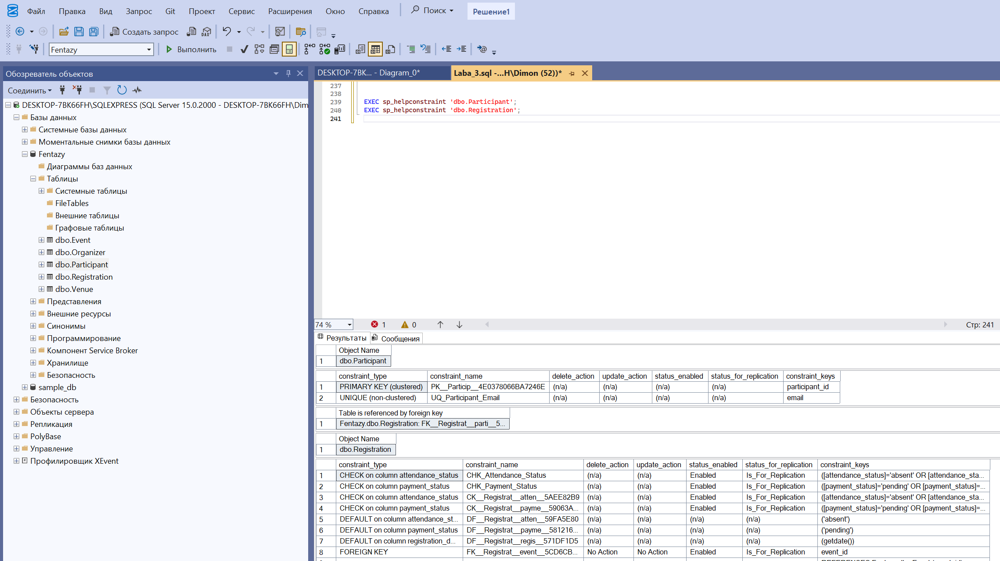 Файл Правка Вид Запрос Git Проект Сервис Расширения Окно Справка Поиск Решение1
Создать запрос DAX
Fentazy Выполнить
Обозреватель объектов
Соединить
DESKTOP-7BK66FH\SQLEXPRESS (SQL Server 15.0.2000 - DESKTOP-7BK66FH\Dim
Базы данных
Системные базы данных
Моментальные снимки базы данных
Fentazy
Диаграммы баз данных
Таблицы
Системные таблицы
FileTables
Внешние таблицы
Графовые таблицы
dbo.Event
dbo.Organizer
dbo.Participant
dbo.Registration
dbo.Venue
Представления
Внешние ресурсы
Синонимы
Программирование
Компонент Service Broker
Хранилище
Безопасность
sample_db
Безопасность
Объекты сервера
Репликация
PolyBase
Управление
Профилировщик XEvent
DESKTOP-7BK... - Diagram_0* Laba_3.sql -...H\Dimon (52))*
237
238
239 EXEC sp_helpconstraint 'dbo.Participant';
240 EXEC sp_helpconstraint 'dbo.Registration';
241
74 % 1 0 Стр: 241
Результаты Сообщения
Object Name
1 dbo.Participant
constraint_type constraint_name delete_action update_action status_enabled status_for_replication constraint_keys
1 PRIMARY KEY (clustered) PK__Particip__4E0378066BA7246E (n/a) (n/a) (n/a) (n/a) participant_id
2 UNIQUE (non-clustered) UQ_Participant_Email (n/a) (n/a) (n/a) (n/a) email
Table is referenced by foreign key
1 Fentazy.dbo.Registration: FK__Registrat__parti__5...
Object Name
1 dbo.Registration
constraint_type constraint_name delete_action update_action status_enabled status_for_replication constraint_keys
1 CHECK on column attendance_status CHK_Attendance_Status (n/a) (n/a) Enabled Is_For_Replication ([attendance_status]='absent' OR [attendance_sta...
2 CHECK on column payment_status CHK_Payment_Status (n/a) (n/a) Enabled Is_For_Replication ([payment_status]='pending' OR [payment_status]=...
3 CHECK on column attendance_status CK__Registrat__atten__5AEE82B9 (n/a) (n/a) Enabled Is_For_Replication ([attendance_status]='absent' OR [attendance_sta...
4 CHECK on column payment_status CK__Registrat__payme__59063A... (n/a) (n/a) Enabled Is_For_Replication ([payment_status]='pending' OR [payment_status]=...
5 DEFAULT on column attendance_st... DF__Registrat__atten__59FA5E80 (n/a) (n/a) (n/a) (n/a) ('absent')
6 DEFAULT on column payment_status DF__Registrat__payme__581216... (n/a) (n/a) (n/a) (n/a) ('pending')
7 DEFAULT on column registration_d... DF__Registrat__regis__571DF1D5 (n/a) (n/a) (n/a) (n/a) (getdate())
8 FOREIGN KEY FK__Registrat__event__5CD6CB... No Action No Action Enabled Is_For_Replication event_id